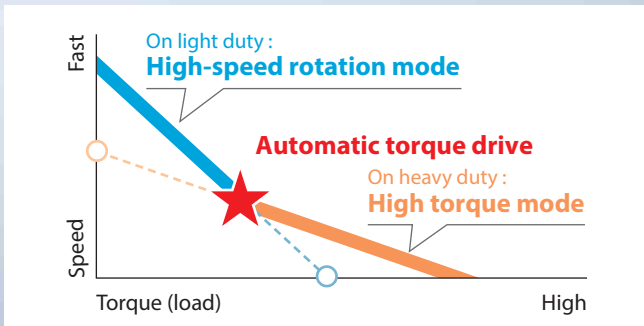 Fast
On light duty :
High-speed rotation mode
Automatic torque drive
On heavy duty :
High torque mode
Speed
Torque (load)
High